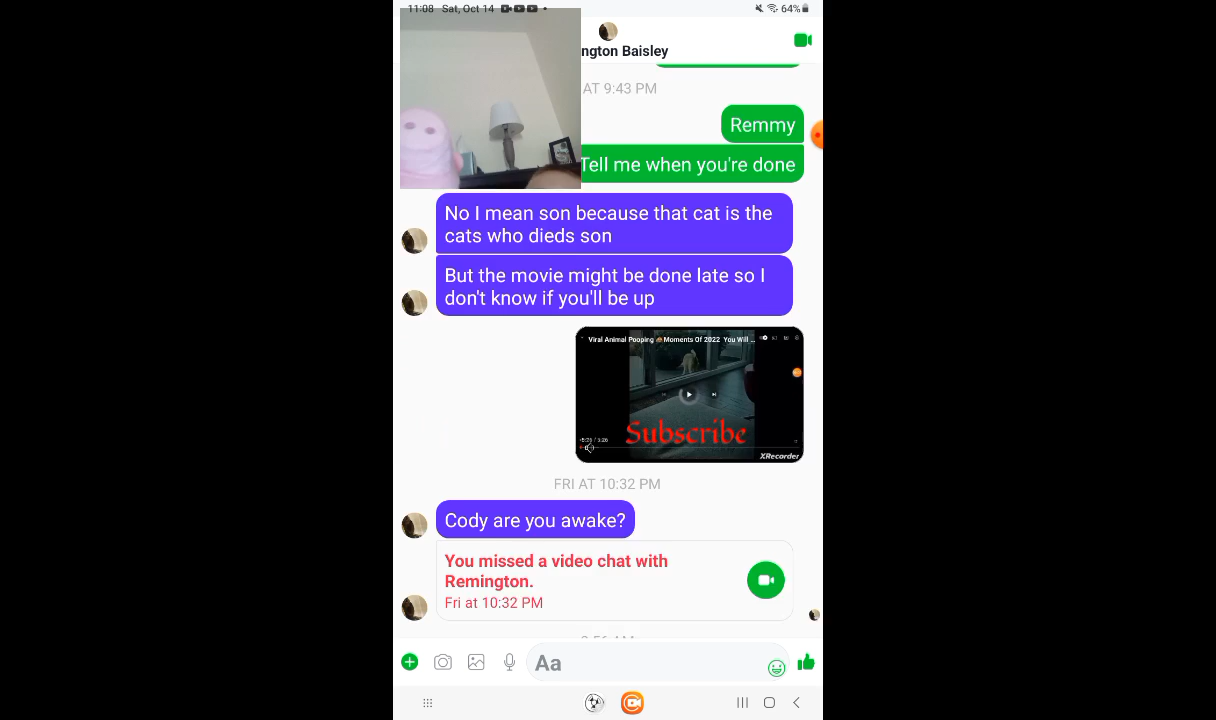 11:08 Sat, Oct 14
64%
ngton Baisley
AT 9:43 PM
Remmy
Tell me when you're done
No I mean son because that cat is the
cats who dieds son
But the movie might be done late so I
don't know if you'll be up
Viral Animal Pooping 💩Moments Of 2022 You Will ...
Subscribe
XRecorder
FRI AT 10:32 PM
Cody are you awake?
You missed a video chat with
Remington.
Fri at 10:32 PM
Aa